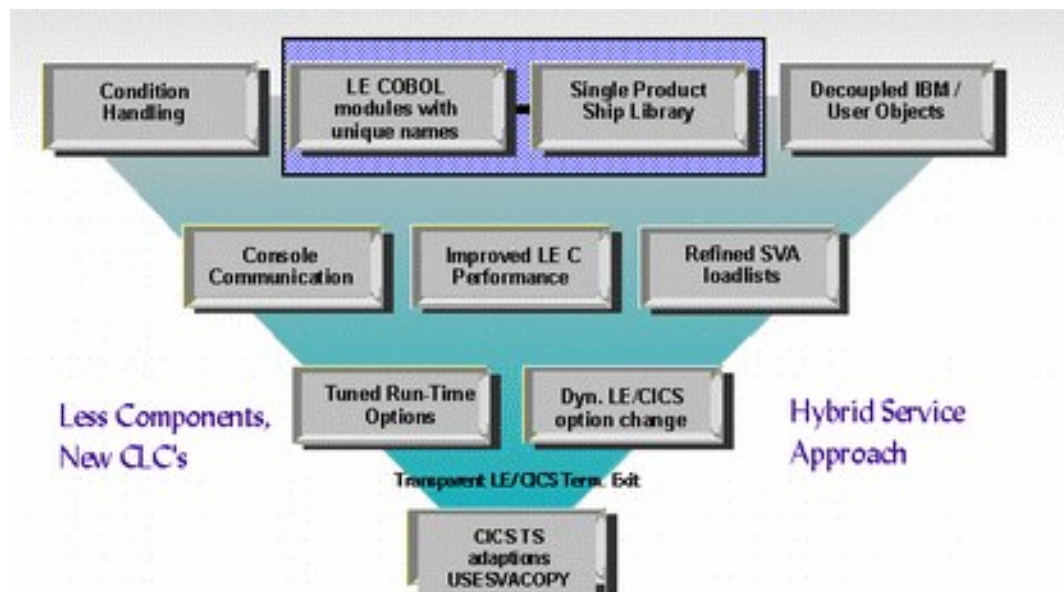 Condition
Handling
LE COBOL
modules with
unique names
Single Product
Ship Library
Decoupled IBM /
User Objects
Console
Communication
Improved LE C
Performance
Refined SVA
loadlists
Tuned Run-Time
Options
Dyn. LE/CICS
option change
Less Components,
New CLC's
Hybrid Service
Approach
Transparent LE/CICS Term. Exit
CICS TS
adaptions
USESVACOPY